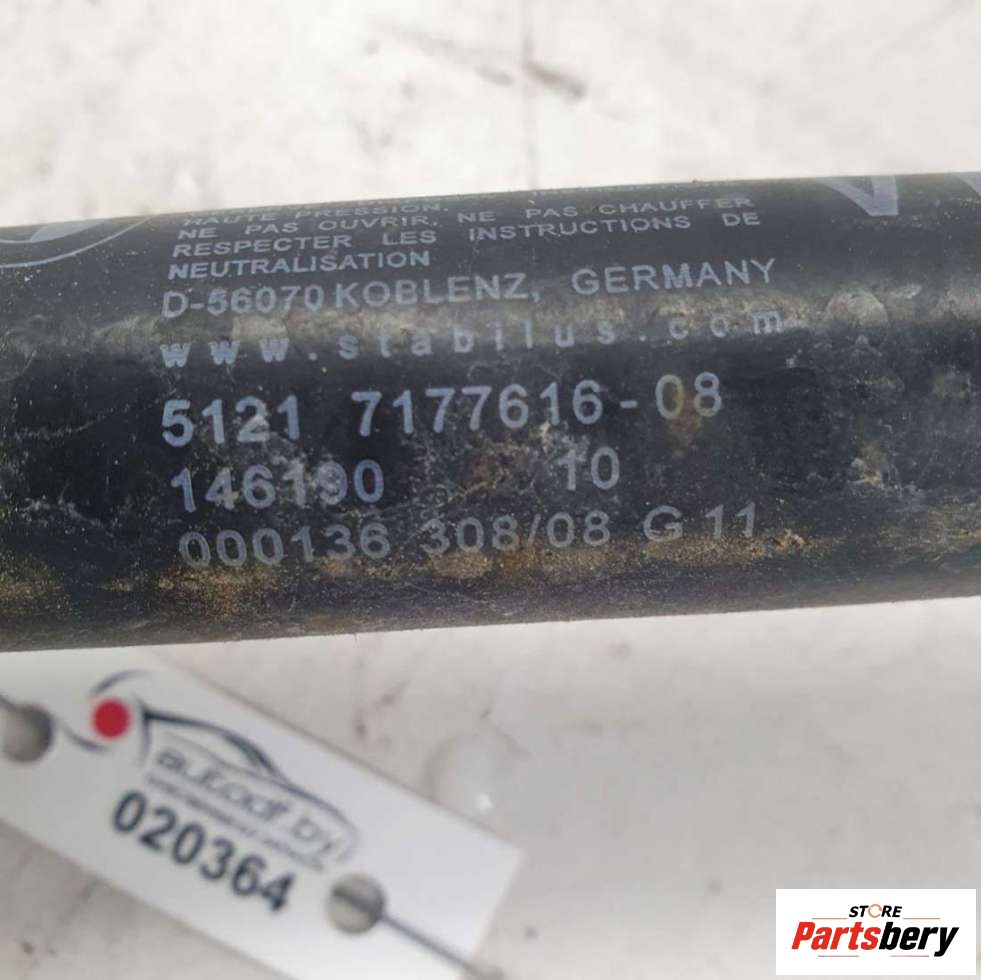 HAUTE PRESSION.
NE PAS OUVRIR, NE PAS CHAUFFER
RESPECTER LES INSTRUCTIONS DE
NEUTRALISATION
D-56070 KOBLENZ, GERMANY
www.stabilus.com
5121 7177616-08
146190 10
000136 308/08 G 11
020364
STORE
Partsbery